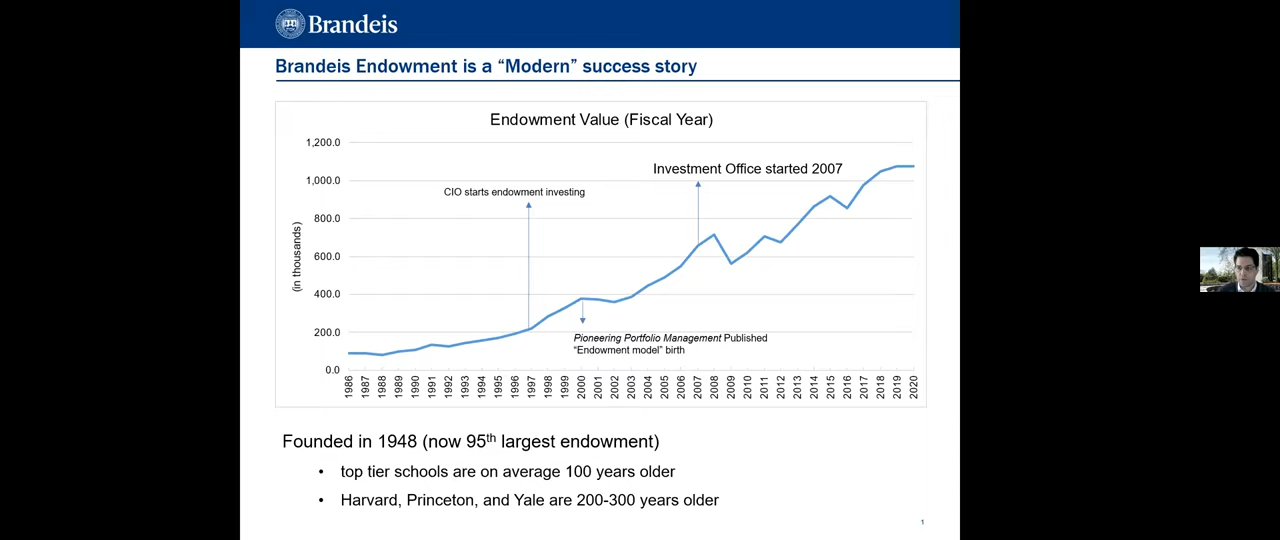 Brandeis
Brandeis Endowment is a “Modern” success story
Endowment Value (Fiscal Year)
1,200.0
1,000.0
800.0
600.0
400.0
200.0
0.0
(in thousands)
Investment Office started 2007
CIO starts endowment investing
Pioneering Portfolio Management Published
“Endowment model” birth
1986 1987 1988 1989 1990 1991 1992 1993 1994 1995 1996 1997 1998 1999 2000 2001 2002 2003 2004 2005 2006 2007 2008 2009 2010 2011 2012 2013 2014 2015 2016 2017 2018 2019 2020
Founded in 1948 (now 95th largest endowment)
• top tier schools are on average 100 years older
• Harvard, Princeton, and Yale are 200-300 years older
1